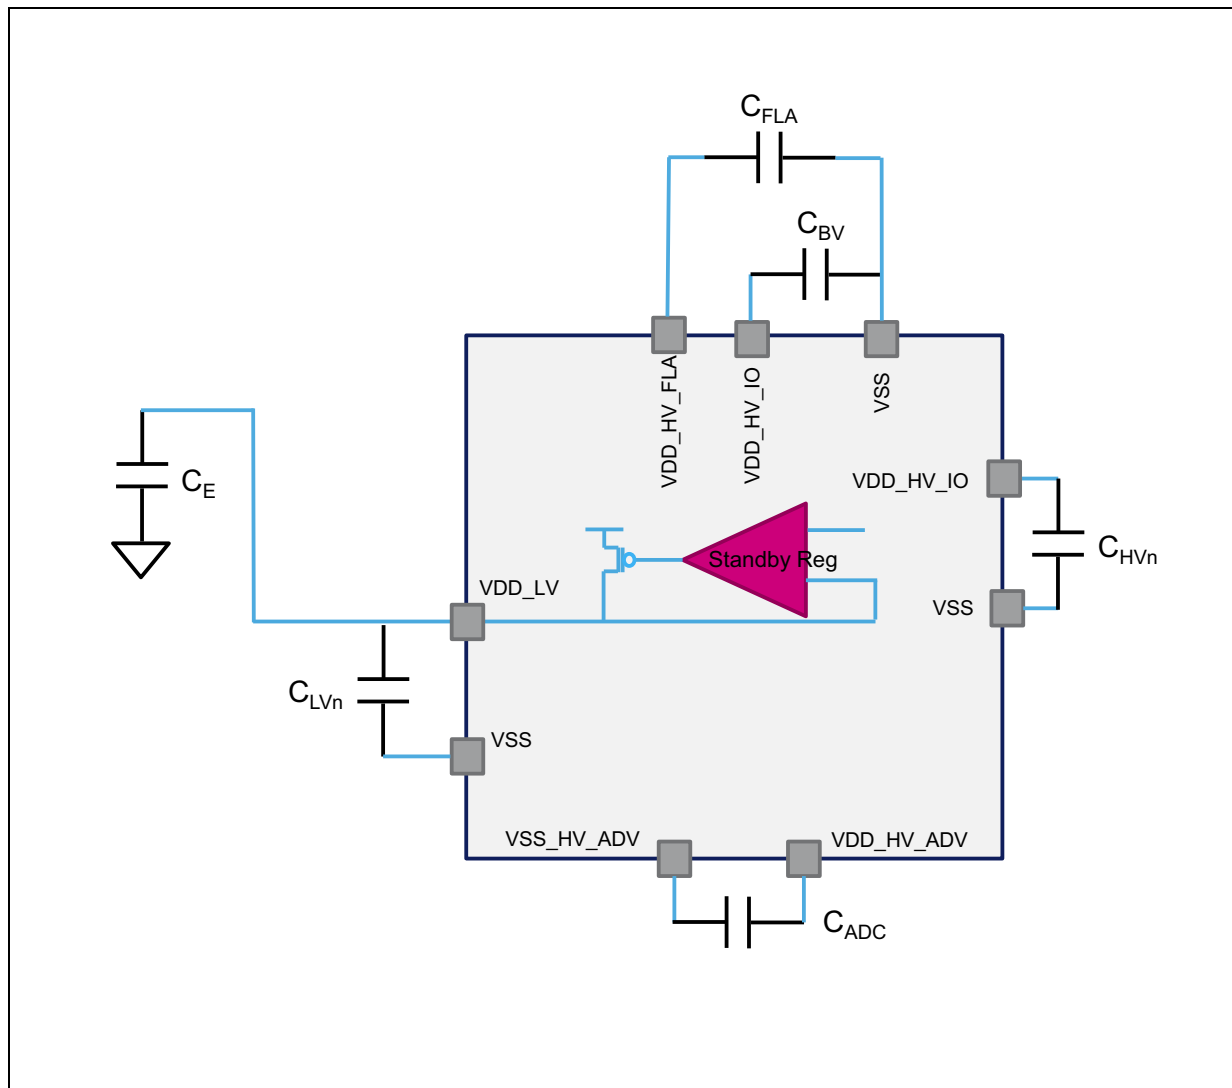 CFLA
CBV
VDD_HV_FLA
VDD_HV_IO
VSS
CE
VDD_HV_IO
CHVn
Standby Reg
VDD_LV
VSS
CLVn
VSS
VSS_HV_ADV
VDD_HV_ADV
CADC